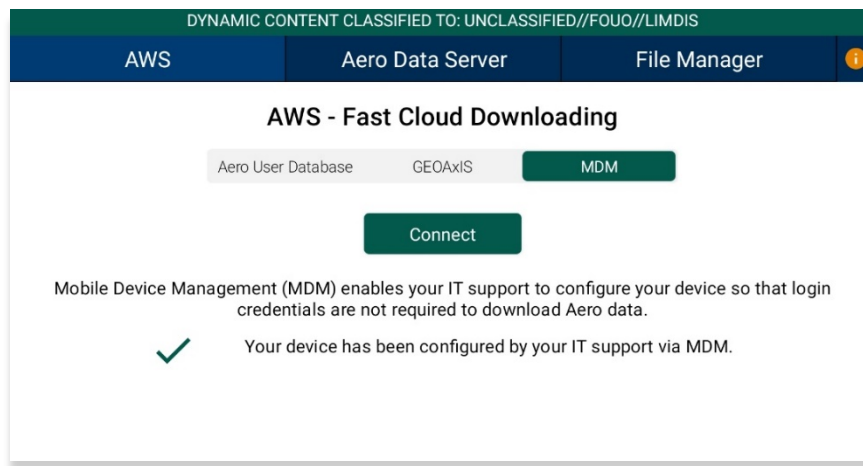 DYNAMIC CONTENT CLASSIFIED TO: UNCLASSIFIED//FOUO//LIMDIS
AWS Aero Data Server File Manager i
AWS - Fast Cloud Downloading
Aero User Database GEOAxIS MDM
Connect
Mobile Device Management (MDM) enables your IT support to configure your device so that login
credentials are not required to download Aero data.
Your device has been configured by your IT support via MDM.